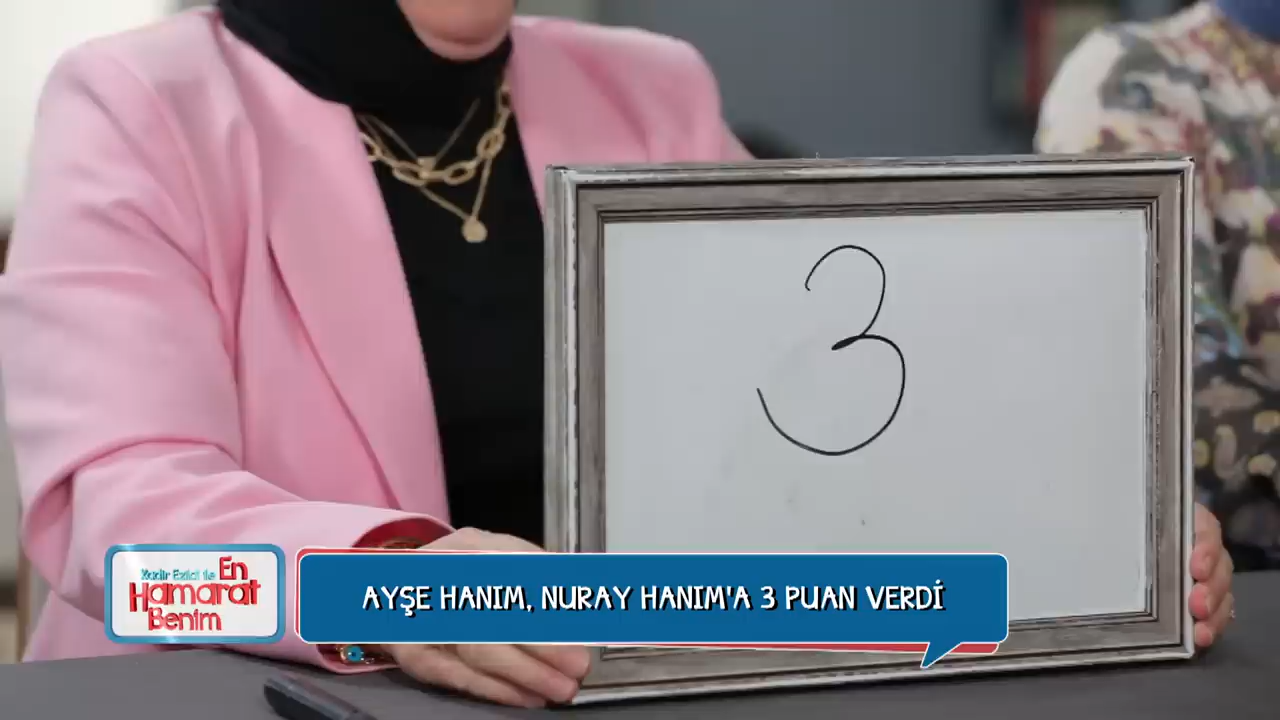 3
Kadir Ezildi ile
En
Hamarat
Benim
AYŞE HANIM, NURAY HANIM'A 3 PUAN VERDİ